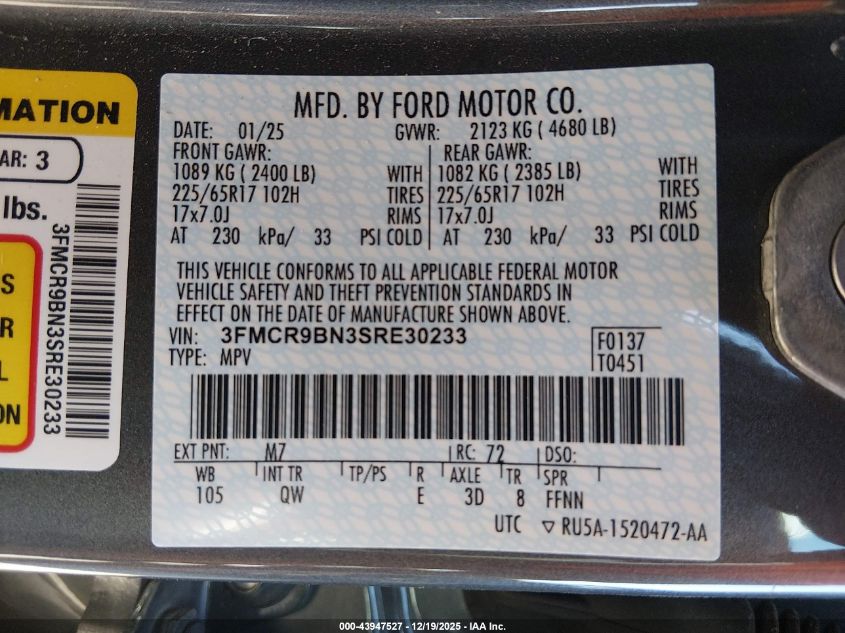 MATION
AR: 3
lbs.
S
R
L
ON
3FMCR9BN3SRE30233
MFD. BY FORD MOTOR CO.
DATE: 01/25 GVWR: 2123 KG ( 4680 LB)
FRONT GAWR: REAR GAWR:
1089 KG ( 2400 LB) WITH 1082 KG ( 2385 LB) WITH
225/65R17 102H TIRES 225/65R17 102H TIRES
17x7.0J RIMS 17x7.0J RIMS
AT 230 kPa/ 33 PSI COLD AT 230 kPa/ 33 PSI COLD
THIS VEHICLE CONFORMS TO ALL APPLICABLE FEDERAL MOTOR
VEHICLE SAFETY AND THEFT PREVENTION STANDARDS IN
EFFECT ON THE DATE OF MANUFACTURE SHOWN ABOVE.
VIN: 3FMCR9BN3SRE30233 F0137
TYPE: MPV T0451
EXT PNT: M7 RC: 72 DSO:
WB INT TR TP/PS R AXLE TR SPR
105 QW E 3D 8 FFNN
UTC ▽ RU5A-1520472-AA
000-43947527 - 12/19/2025 - IAA Inc.